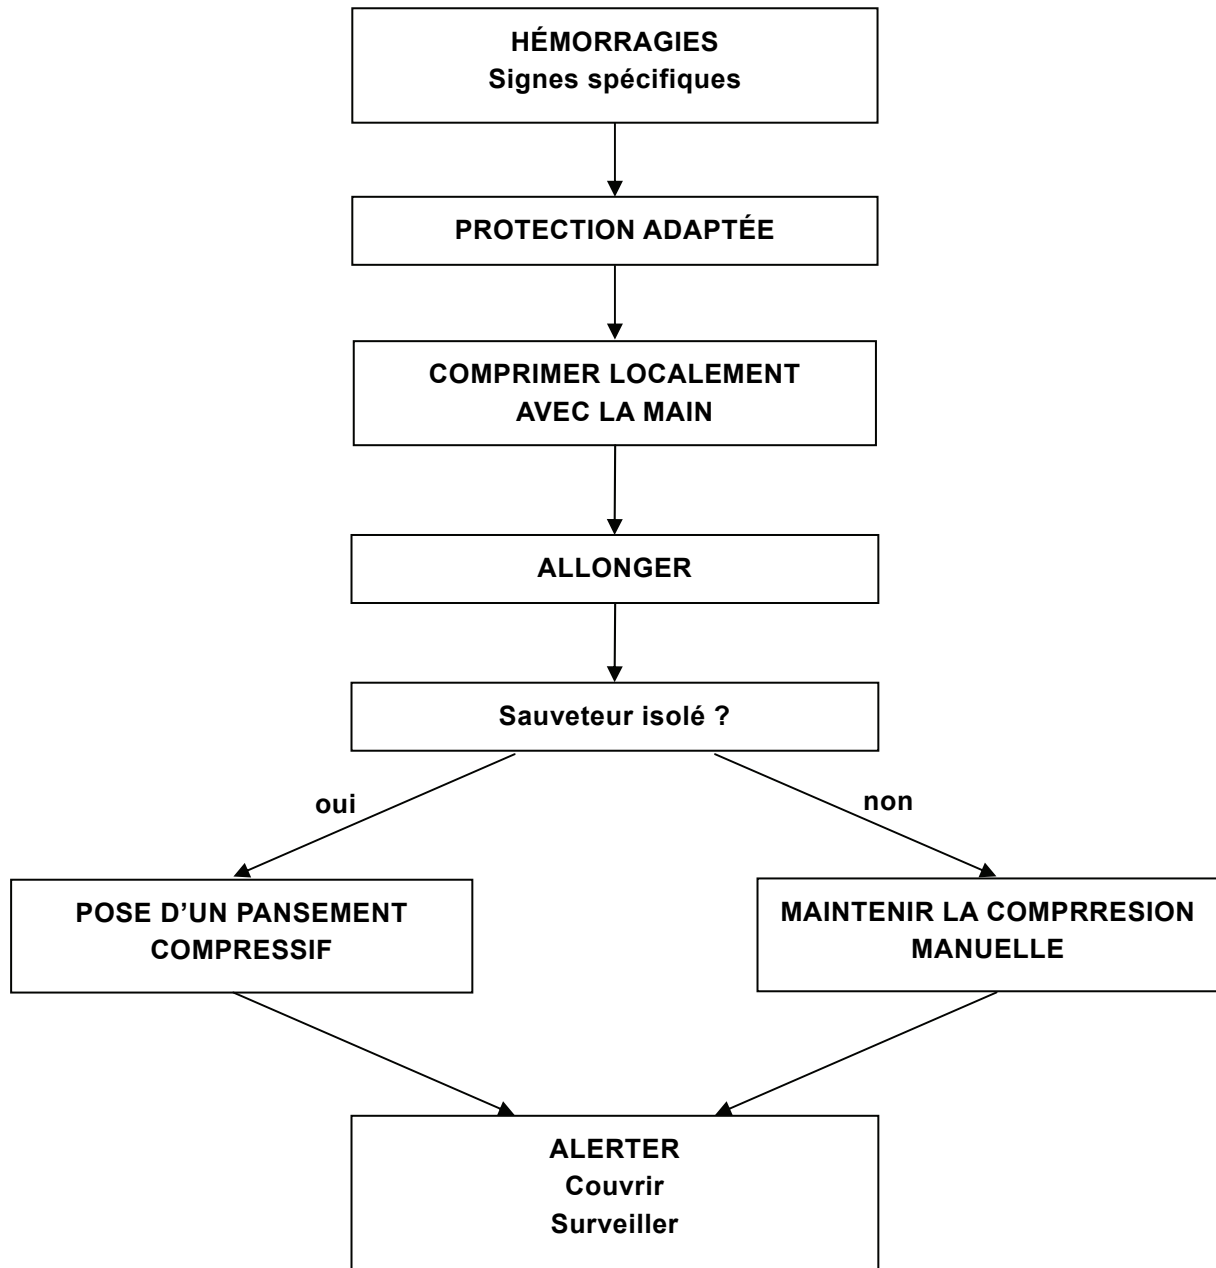 HÉMORRAGIES
Signes spécifiques
PROTECTION ADAPTÉE
COMPRIMER LOCALEMENT
AVEC LA MAIN
ALLONGER
Sauveteur isolé ?
oui
non
POSE D’UN PANSEMENT
COMPRESSIF
MAINTENIR LA COMPRRESION
MANUELLE
ALERTER
Couvrir
Surveiller